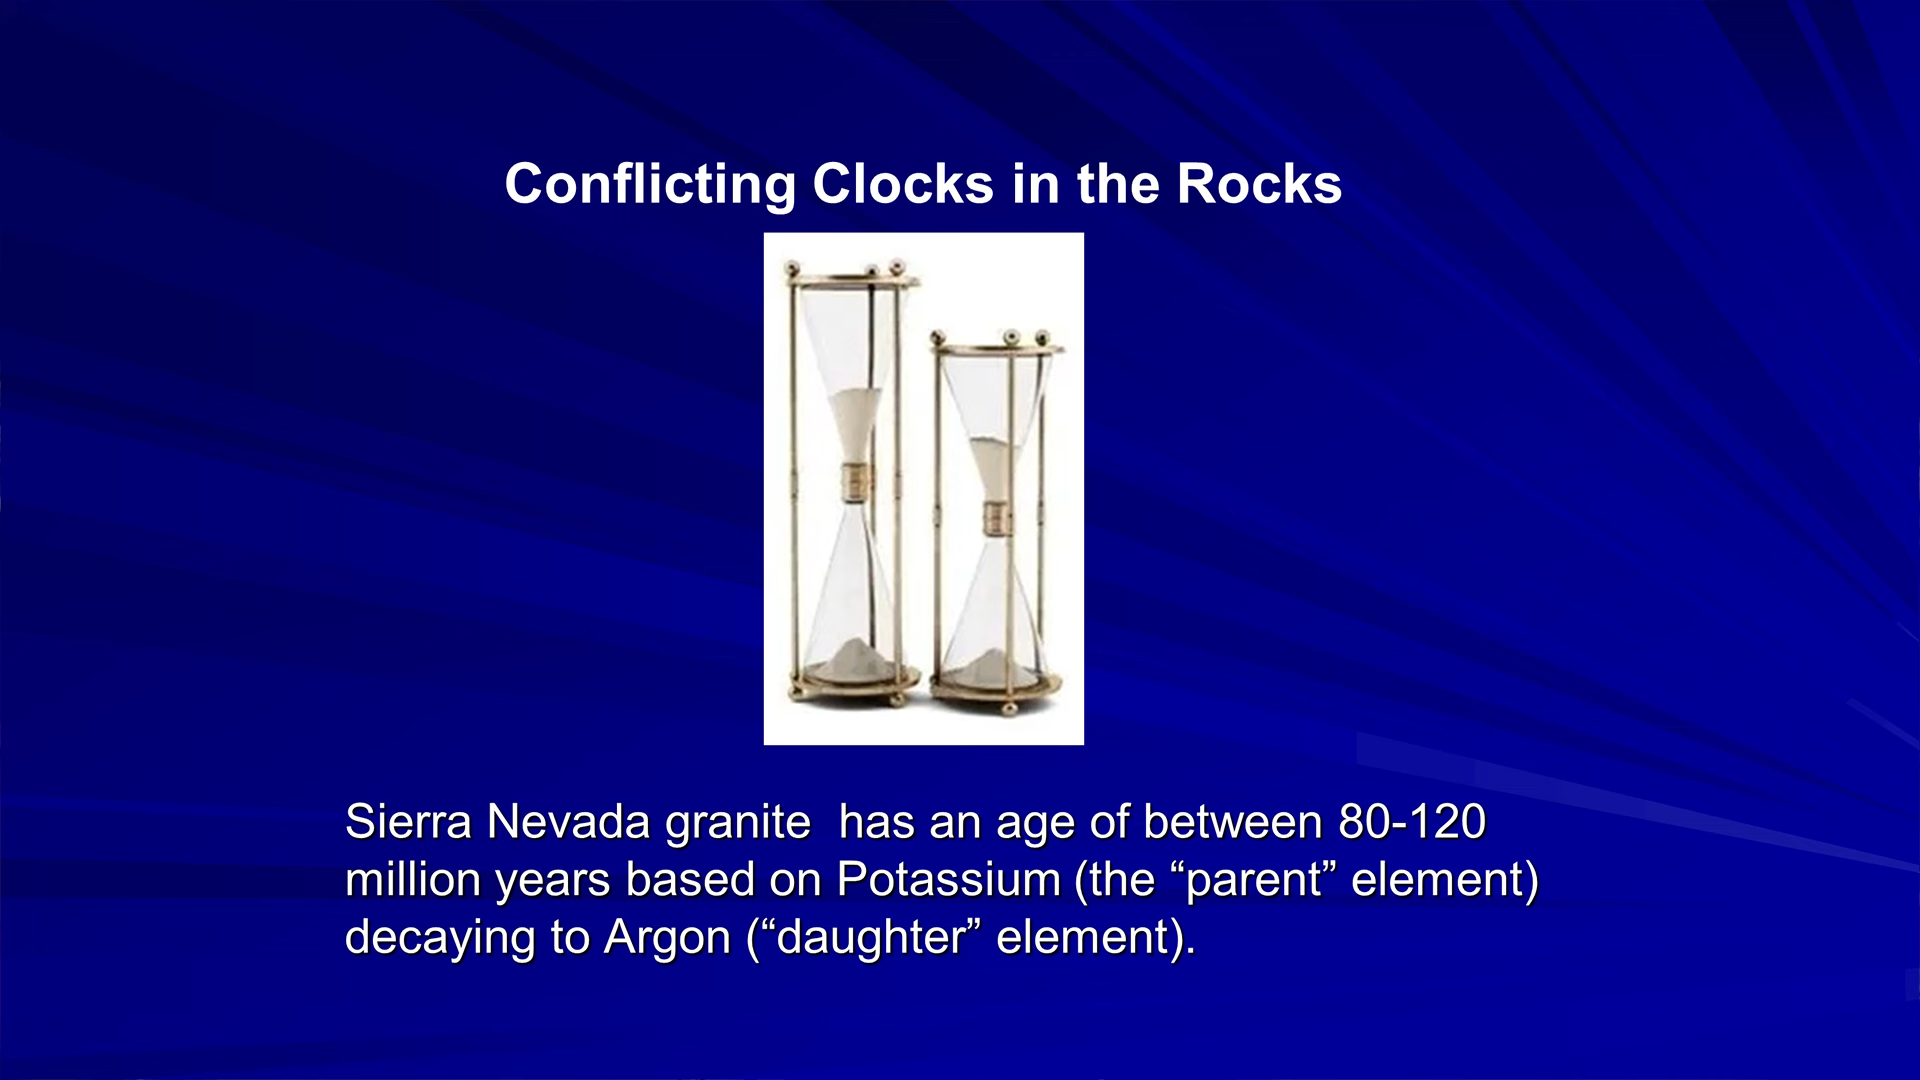 Conflicting Clocks in the Rocks
Sierra Nevada granite  has an age of between 80-120
million years based on Potassium (the “parent” element)
decaying to Argon (“daughter” element).